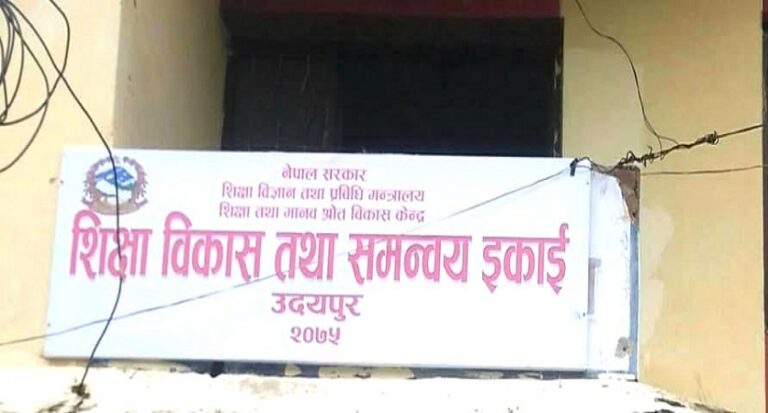 नेपाल सरकार
शिक्षा विज्ञान तथा प्रविधि मन्त्रालय
शिक्षा तथा मानव श्रोत विकास केन्द्र
शिक्षा विकास तथा समन्वय इकाई
उदयपुर
२०७५